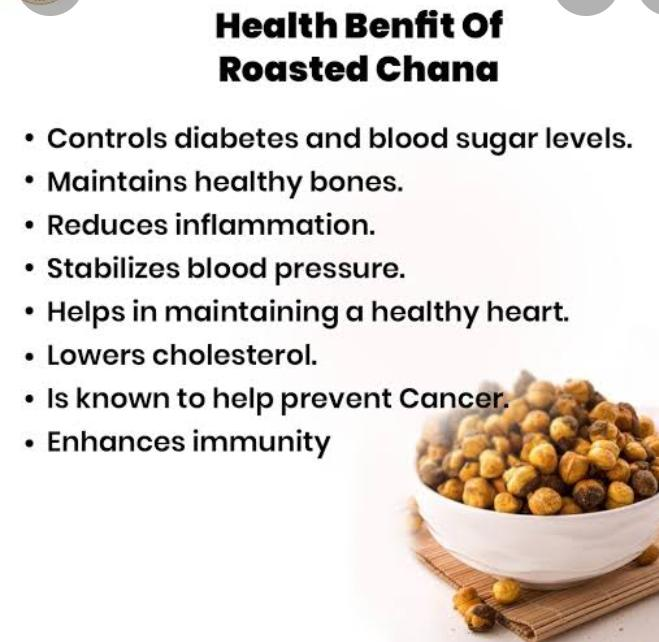 Health Benfit Of
Roasted Chana
• Controls diabetes and blood sugar levels.
• Maintains healthy bones.
• Reduces inflammation.
• Stabilizes blood pressure.
• Helps in maintaining a healthy heart.
• Lowers cholesterol.
• Is known to help prevent Cancer.
• Enhances immunity